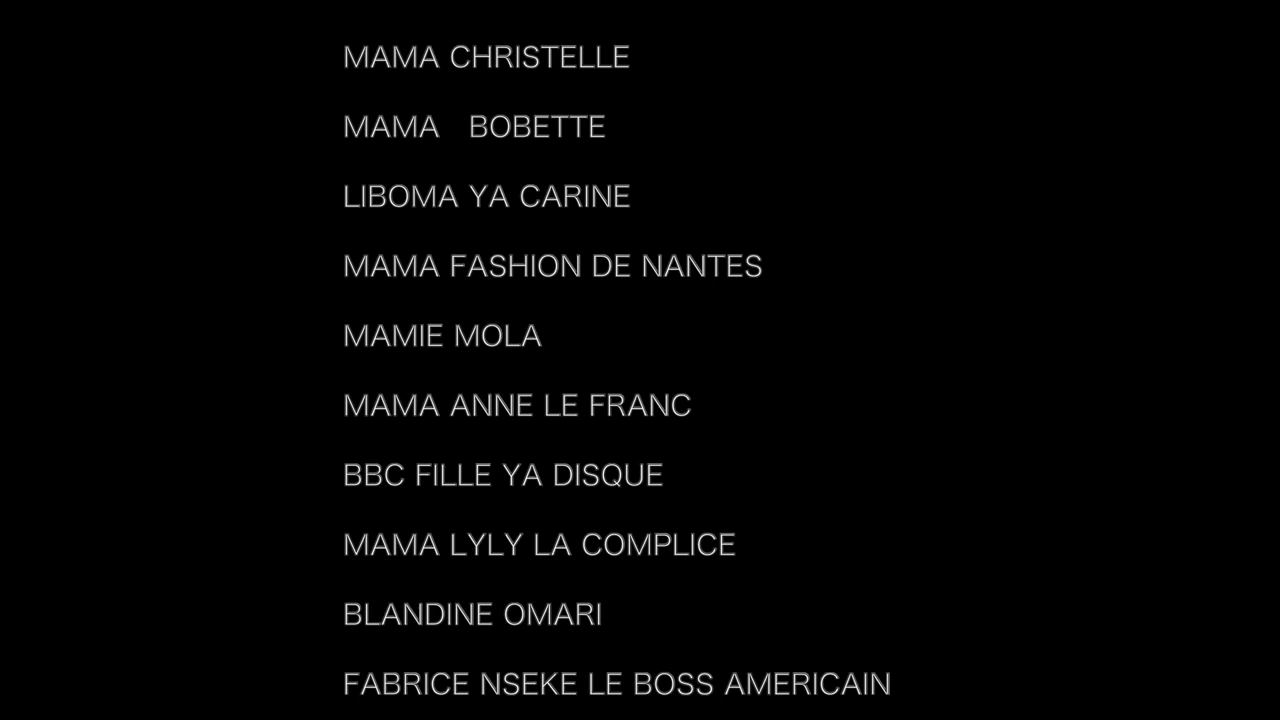 MAMA CHRISTELLE
MAMA   BOBETTE
LIBOMA YA CARINE
MAMA FASHION DE NANTES
MAMIE MOLA
MAMA ANNE LE FRANC
BBC FILLE YA DISQUE
MAMA LYLY LA COMPLICE
BLANDINE OMARI
FABRICE NSEKE LE BOSS AMERICAIN